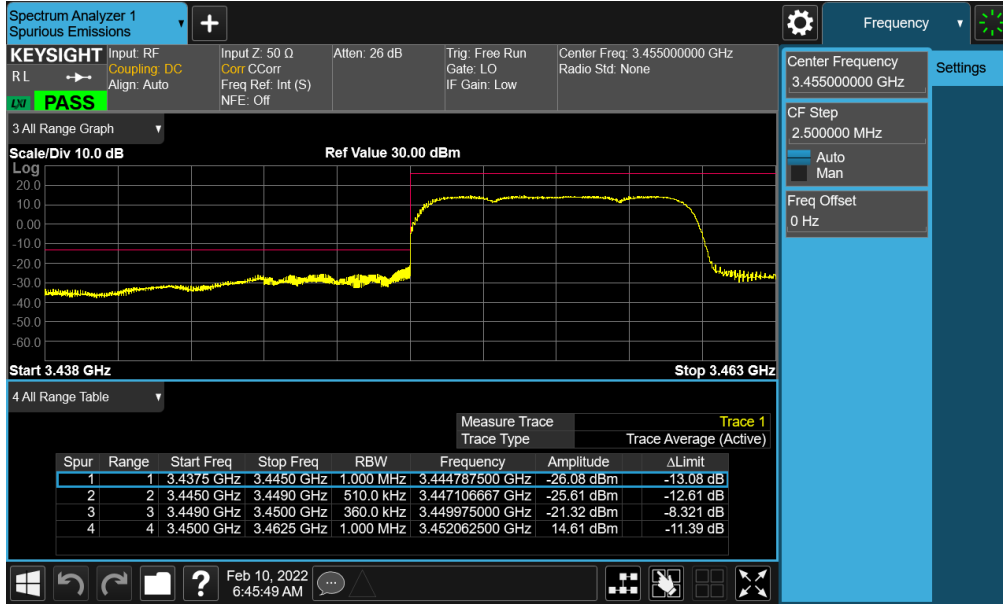 Spectrum Analyzer 1
Spurious Emissions
Frequency
KEYSIGHT
RL
LXI
PASS
Input: RF
Coupling: DC
Align: Auto
Input Z: 50 Ω
Corr CCorr
Freq Ref: Int (S)
NFE: Off
Atten: 26 dB
Trig: Free Run
Gate: LO
IF Gain: Low
Center Freq: 3.455000000 GHz
Radio Std: None
Center Frequency
3.455000000 GHz
Settings
CF Step
2.500000 MHz
Auto
Man
Freq Offset
0 Hz
3 All Range Graph
Scale/Div 10.0 dB
Ref Value 30.00 dBm
Log
20.0
10.0
0.00
-10.0
-20.0
-30.0
-40.0
-50.0
-60.0
Start 3.438 GHz
Stop 3.463 GHz
4 All Range Table
Measure Trace Trace 1
Trace Type Trace Average (Active)
Spur Range Start Freq Stop Freq RBW Frequency Amplitude ΔLimit
1 1 3.4375 GHz 3.4450 GHz 1.000 MHz 3.444787500 GHz -26.08 dBm -13.08 dB
2 2 3.4450 GHz 3.4490 GHz 510.0 kHz 3.447106667 GHz -25.61 dBm -12.61 dB
3 3 3.4490 GHz 3.4500 GHz 360.0 kHz 3.449975000 GHz -21.32 dBm -8.321 dB
4 4 3.4500 GHz 3.4625 GHz 1.000 MHz 3.452062500 GHz 14.61 dBm -11.39 dB
?
Feb 10, 2022
6:45:49 AM